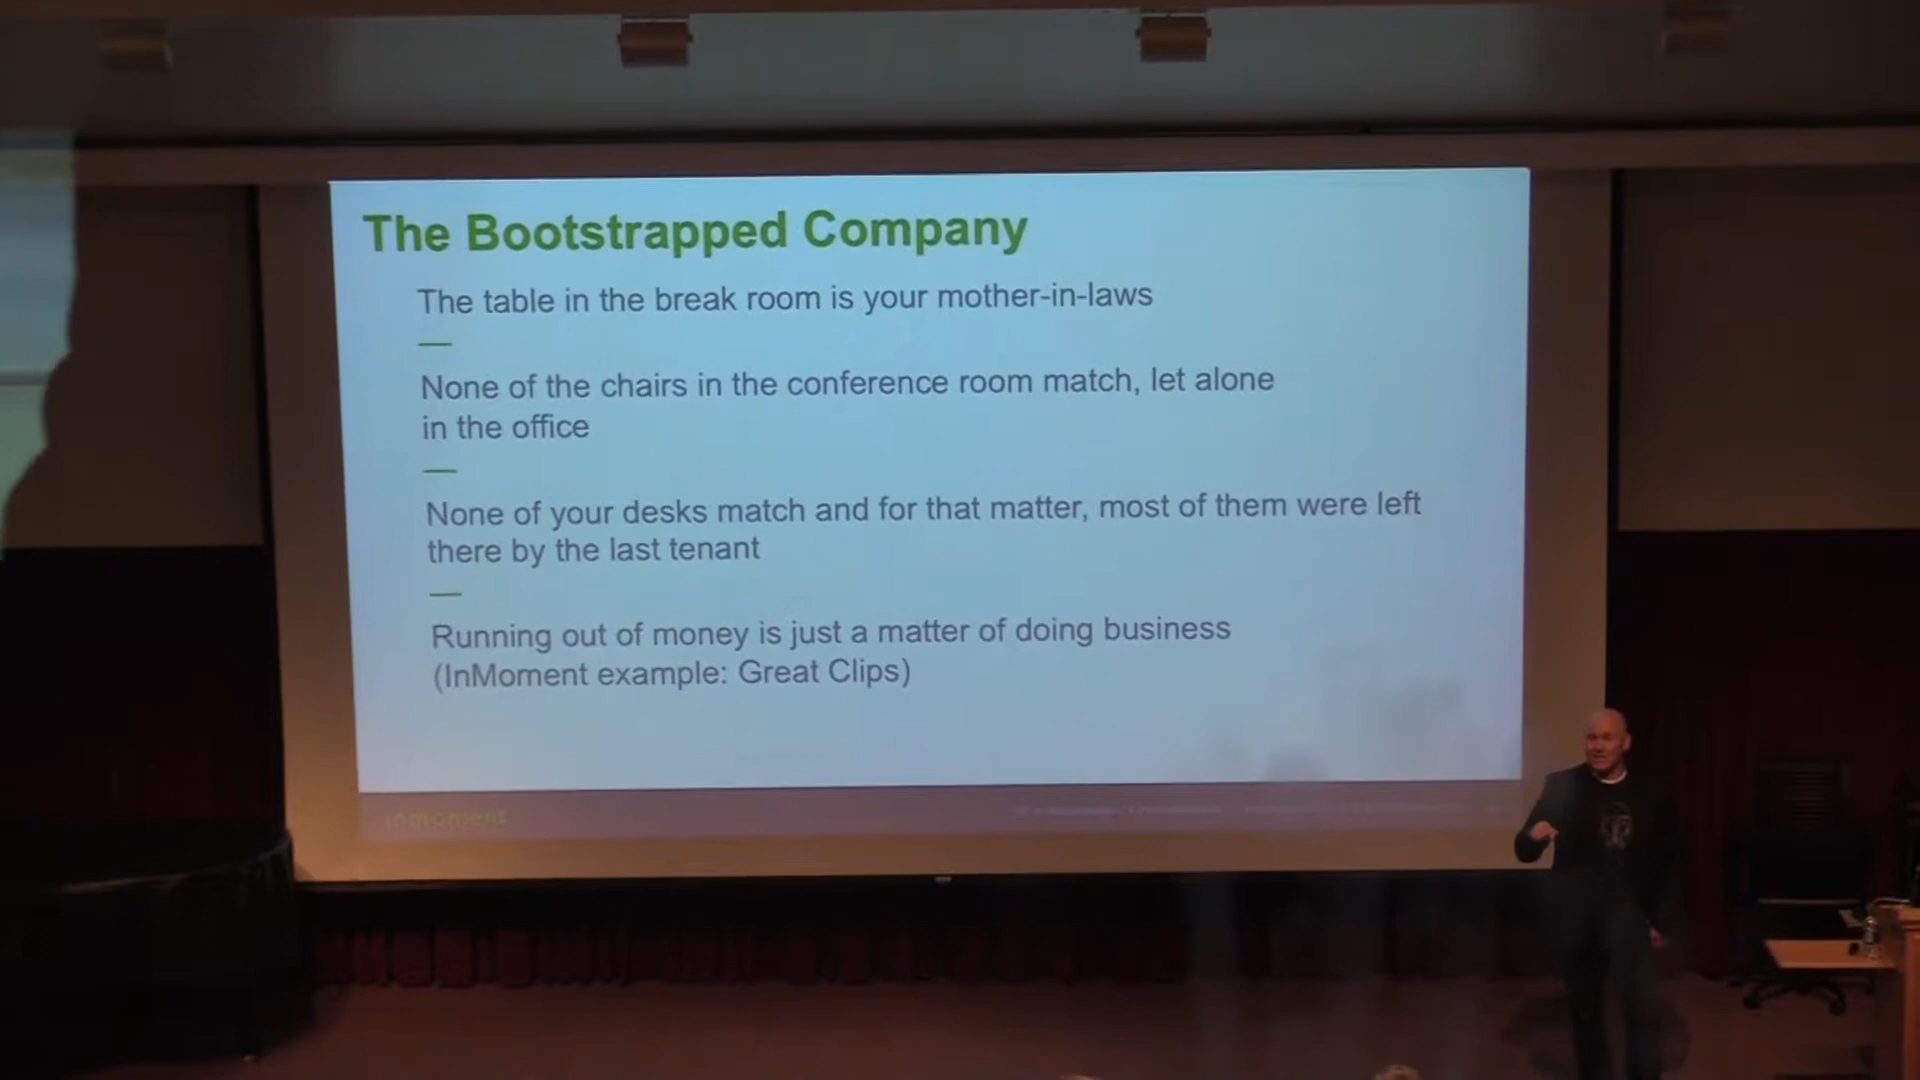 The Bootstrapped Company
The table in the break room is your mother-in-laws
None of the chairs in the conference room match, let alone
in the office
None of your desks match and for that matter, most of them were left
there by the last tenant
Running out of money is just a matter of doing business
(InMoment example: Great Clips)
inmoment